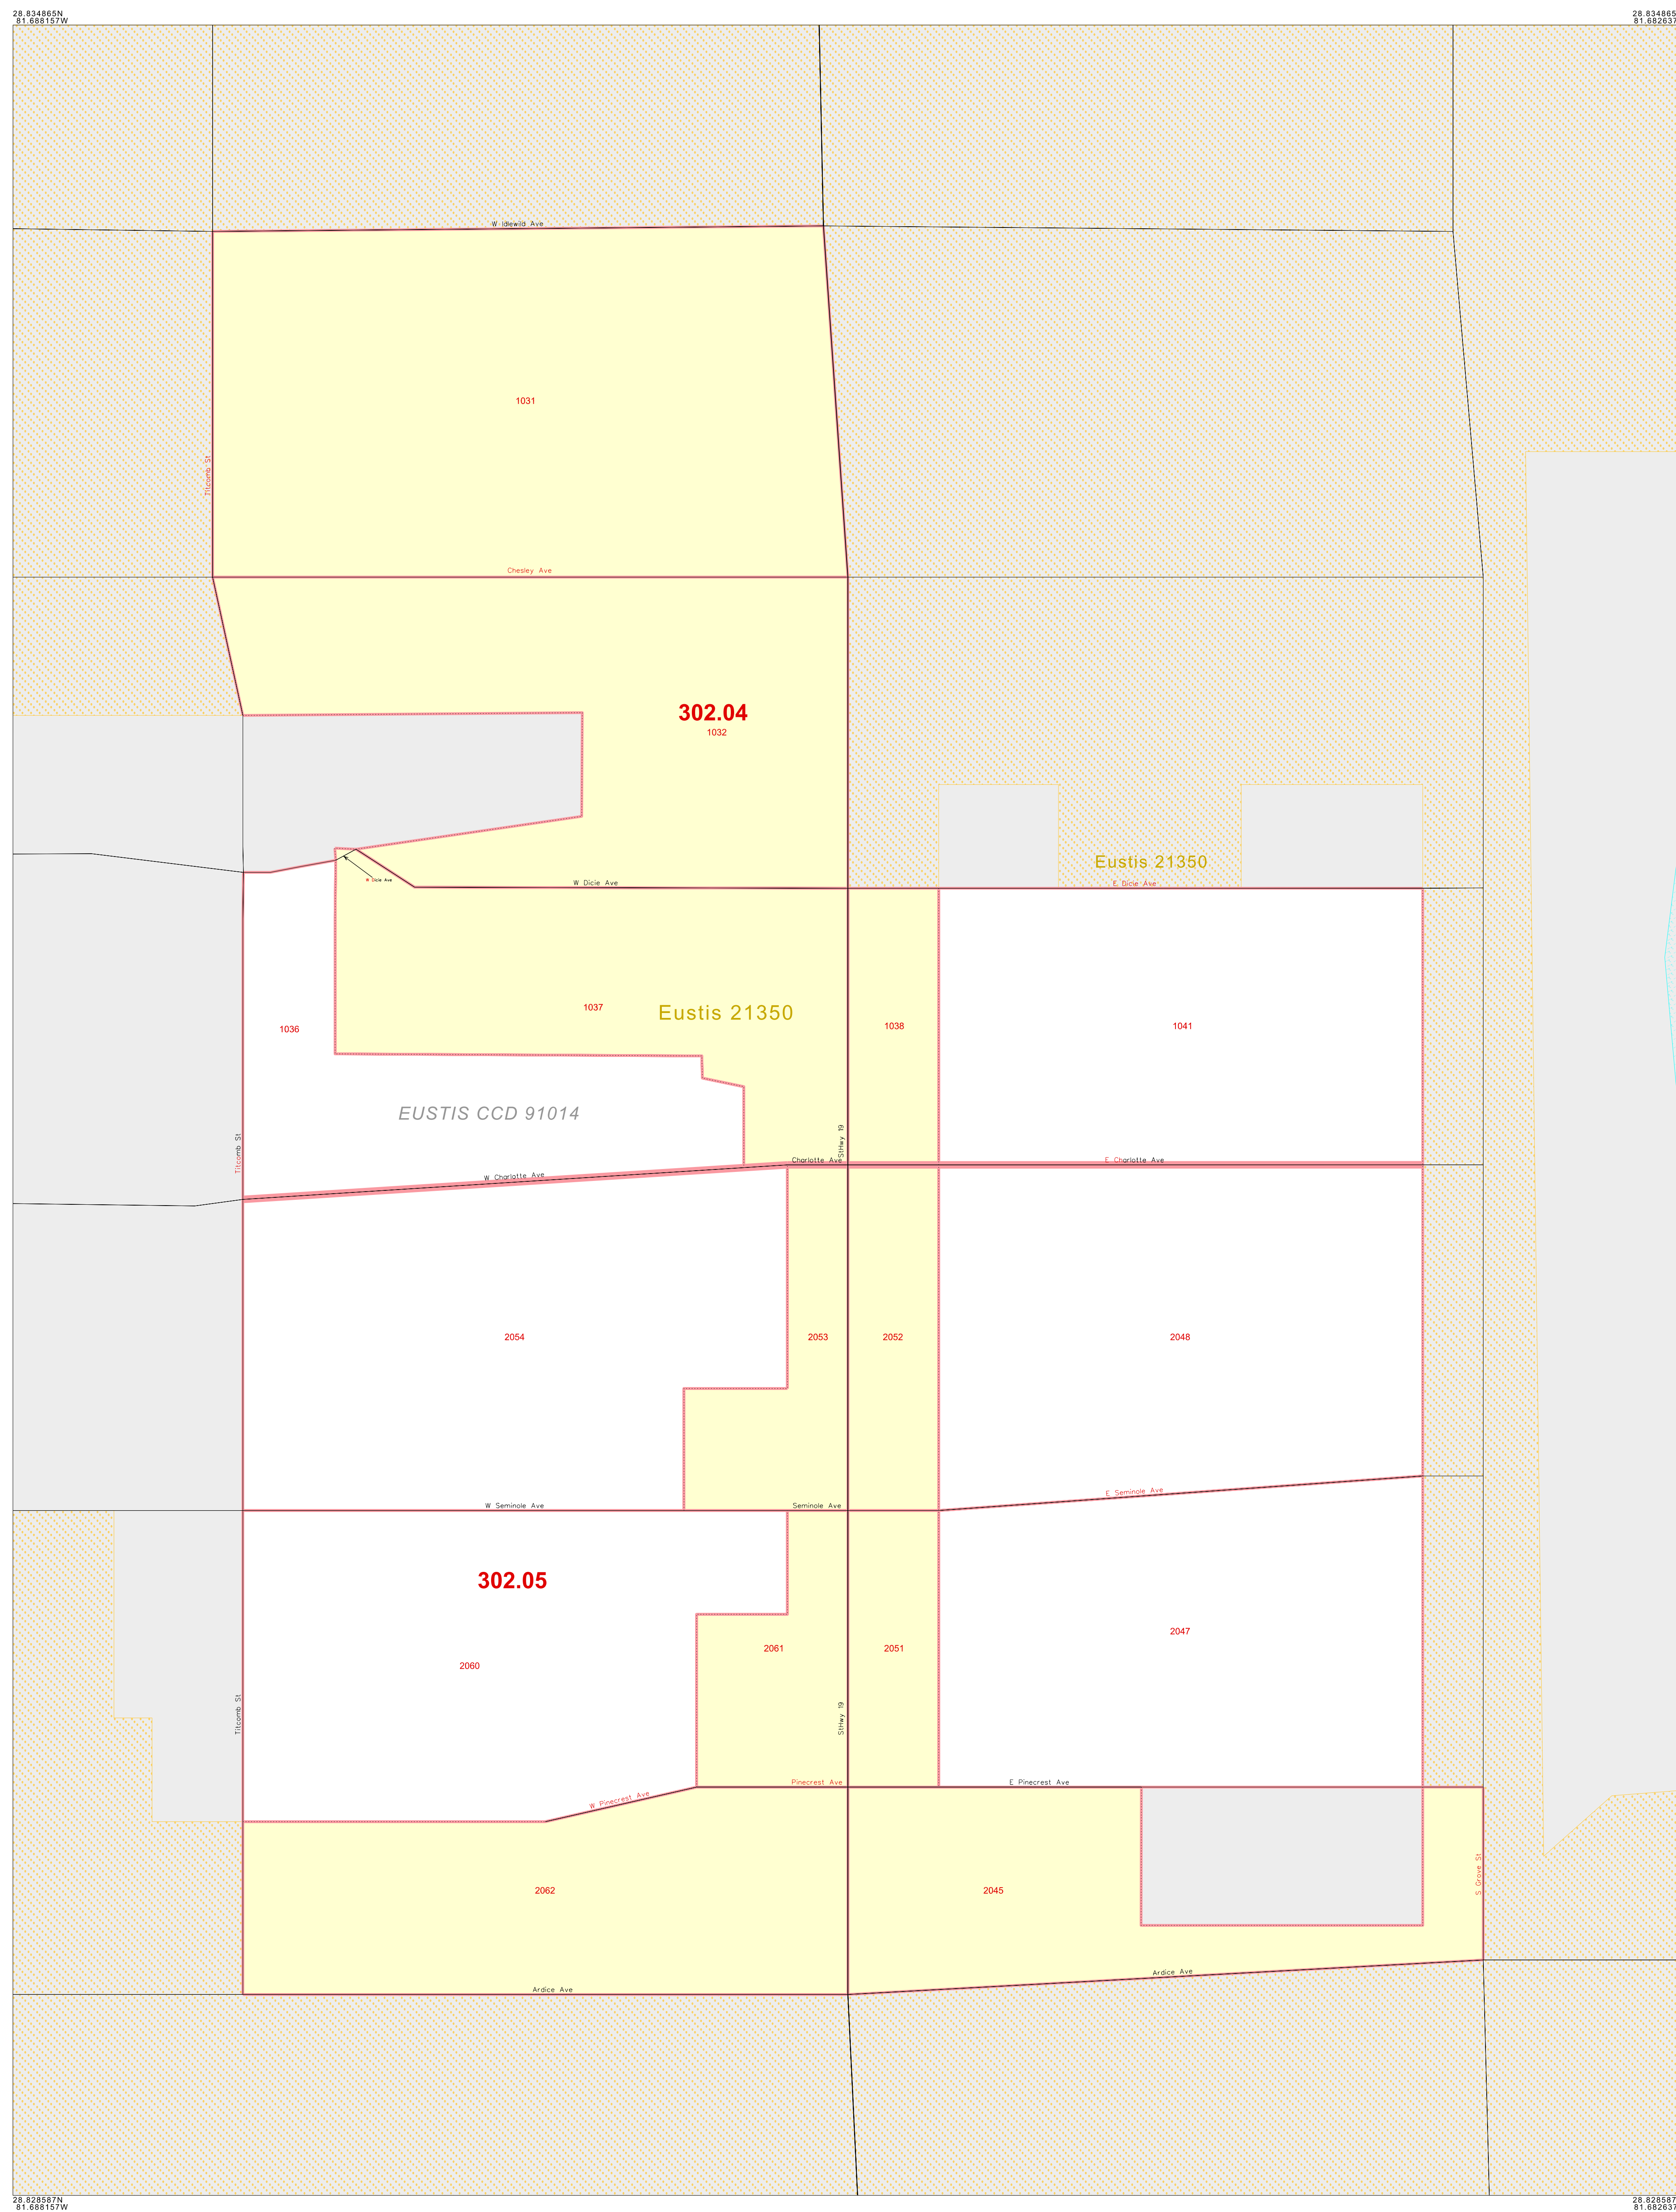 28.834865N
81.688157W
28.834865
81.682637
W Idlewild Ave
1031
Titcomb St
Chesley Ave
302.04
1032
Eustis 21350
W Dicie Ave
W Dicie Ave
E Dicie Ave
1037
Eustis 21350
1036
1038
1041
EUSTIS CCD 91014
StHwy 19
Titcomb St
Charlotte Ave
E Charlotte Ave
W Charlotte Ave
2054
2053
2052
2048
E Seminole Ave
W Seminole Ave
Seminole Ave
302.05
2047
2061
2051
2060
Titcomb St
StHwy 19
Pinecrest Ave
E Pinecrest Ave
W Pinecrest Ave
S Grove St
2062
2045
Ardice Ave
Ardice Ave
28.828587N
81.688157W
28.828587
81.682637